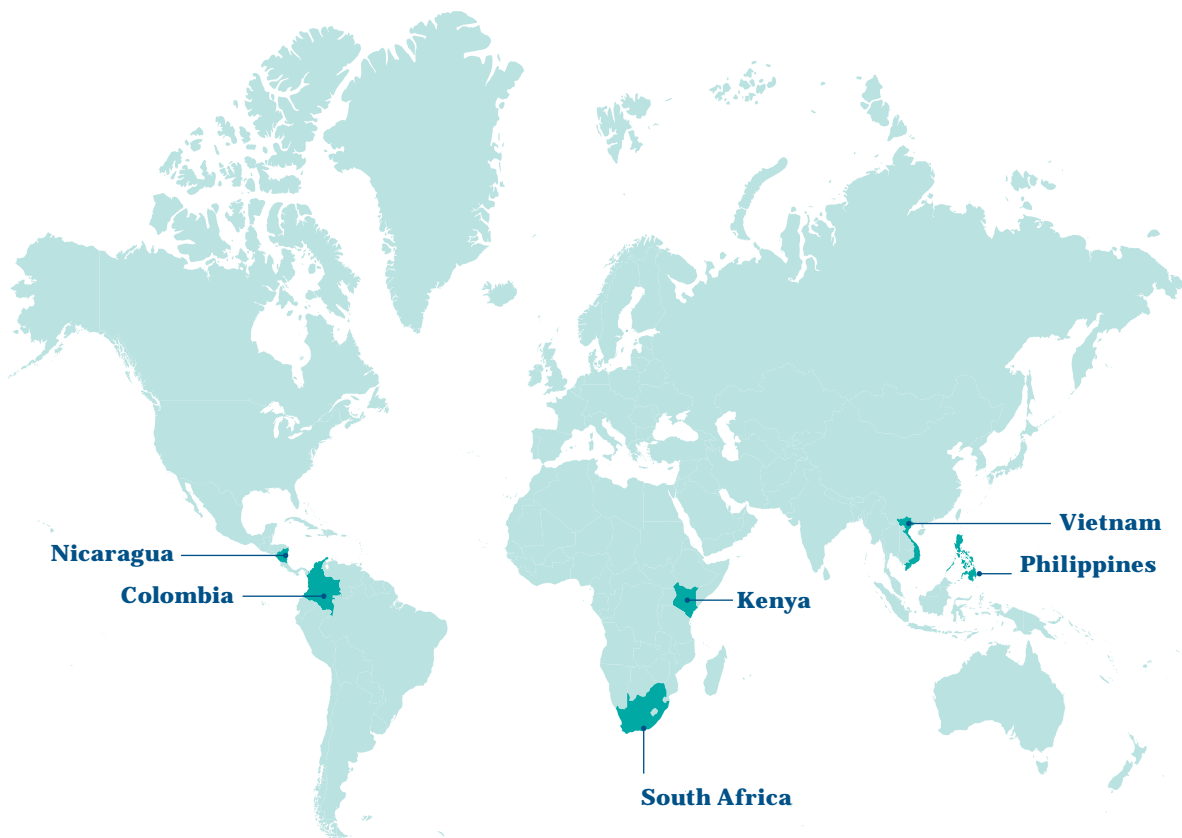 Vietnam
Nicaragua
Philippines
Colombia
Kenya
South Africa